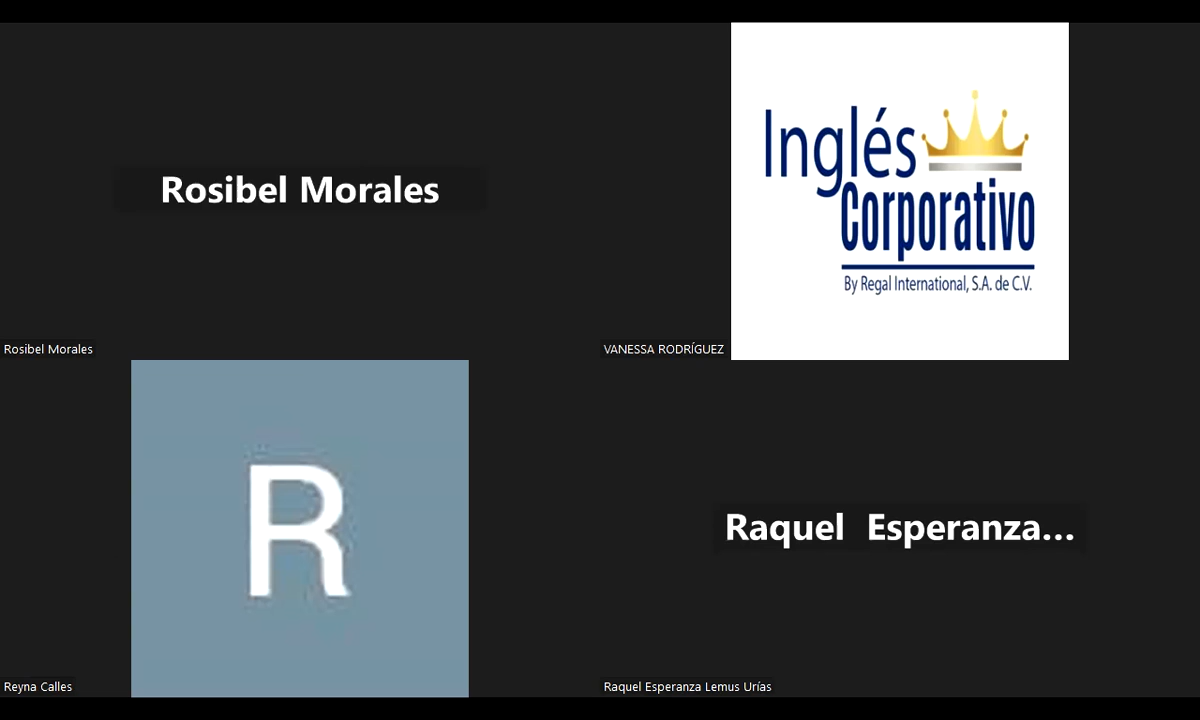 Rosibel Morales
Rosibel Morales
Inglés
Corporativo
By Regal International, S.A. de C.V.
VANESSA RODRÍGUEZ
R
Reyna Calles
Raquel Esperanza...
Raquel Esperanza Lemus Urías